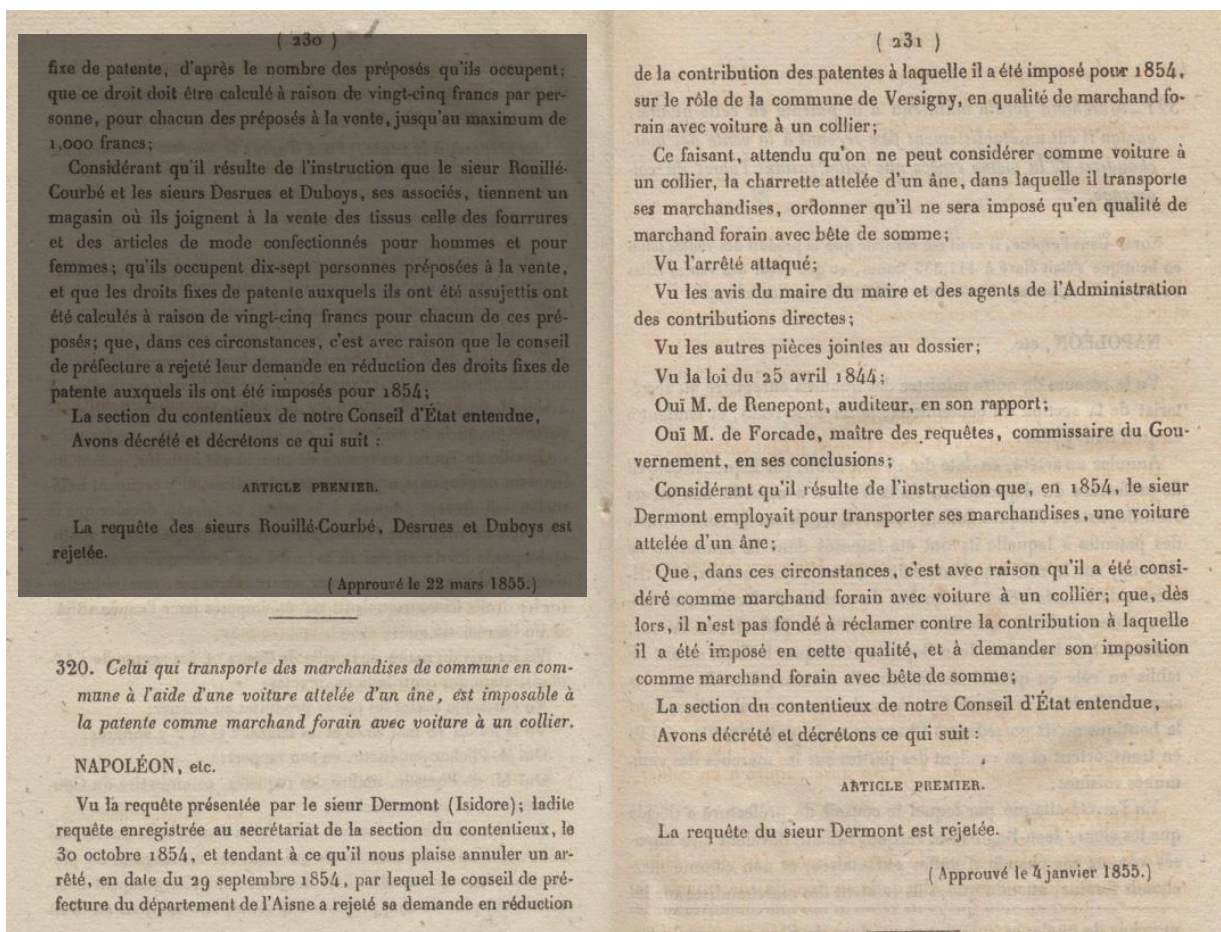 ( 230 )
fixe de patente, d'après le nombre des préposés qu'ils occupent;
que ce droit doit être calculé à raison de vingt-cinq francs par per-
sonne, pour chacun des préposés à la vente, jusqu'au maximum de
1,000 francs;
Considérant qu'il résulte de l'instruction que le sieur Rouillé-
Courbé et les sieurs Desrues et Duboys, ses associés, tiennent un
magasin où ils joignent à la vente des tissus celle des fourrures
et des articles de mode confectionnés pour hommes et pour
femmes; qu'ils occupent dix-sept personnes préposées à la vente,
et que les droits fixes de patente auxquels ils ont été assujettis ont
été calculés à raison de vingt-cinq francs pour chacun de ces pré-
posés; que, dans ces circonstances, c'est avec raison que le conseil
de préfecture a rejeté leur demande en réduction des droits fixes de
patente auxquels ils ont été imposés pour 1854;
La section du contentieux de notre Conseil d'État entendue,
Avons décrété et décrétons ce qui suit :
ARTICLE PREMIER.
La requête des sieurs Rouillé-Courbé, Desrues et Duboys est
rejetée.
( Approuvé le 22 mars 1855.)
320. Celui qui transporte des marchandises de commune en com-
mune à l'aide d'une voiture attelée d'un âne, est imposable à
la patente comme marchand forain avec voiture à un collier.
NAPOLÉON, etc.
Vu la requête présentée par le sieur Dermont (Isidore); ladite
requête enregistrée au secrétariat de la section du contentieux, le
30 octobre 1854, et tendant à ce qu'il nous plaise annuler un ar-
rêté, en date du 29 septembre 1854, par lequel le conseil de pré-
fecture du département de l'Aisne a rejeté sa demande en réduction
( 231 )
de la contribution des patentes à laquelle il a été imposé pour 1854,
sur le rôle de la commune de Versigny, en qualité de marchand fo-
rain avec voiture à un collier;
Ce faisant, attendu qu'on ne peut considérer comme voiture à
un collier, la charrette attelée d'un âne, dans laquelle il transporte
ses marchandises, ordonner qu'il ne sera imposé qu'en qualité de
marchand forain avec bête de somme;
Vu l'arrêté attaqué;
Vu les avis du maire du maire et des agents de l'Administration
des contributions directes;
Vu les autres pièces jointes au dossier;
Vu la loi du 25 avril 1844;
Ouï M. de Renepont, auditeur, en son rapport;
Ouï M. de Forcade, maître des requêtes, commissaire du Gou-
vernement, en ses conclusions;
Considérant qu'il résulte de l'instruction que, en 1854, le sieur
Dermont employait pour transporter ses marchandises, une voiture
attelée d'un âne;
Que, dans ces circonstances, c'est avec raison qu'il a été consi-
déré comme marchand forain avec voiture à un collier; que, dès
lors, il n'est pas fondé à réclamer contre la contribution à laquelle
il a été imposé en cette qualité, et à demander son imposition
comme marchand forain avec bête de somme;
La section du contentieux de notre Conseil d'État entendue,
Avons décrété et décrétons ce qui suit :
ARTICLE PREMIER.
La requête du sieur Dermont est rejetée.
( Approuvé le 4 janvier 1855.)